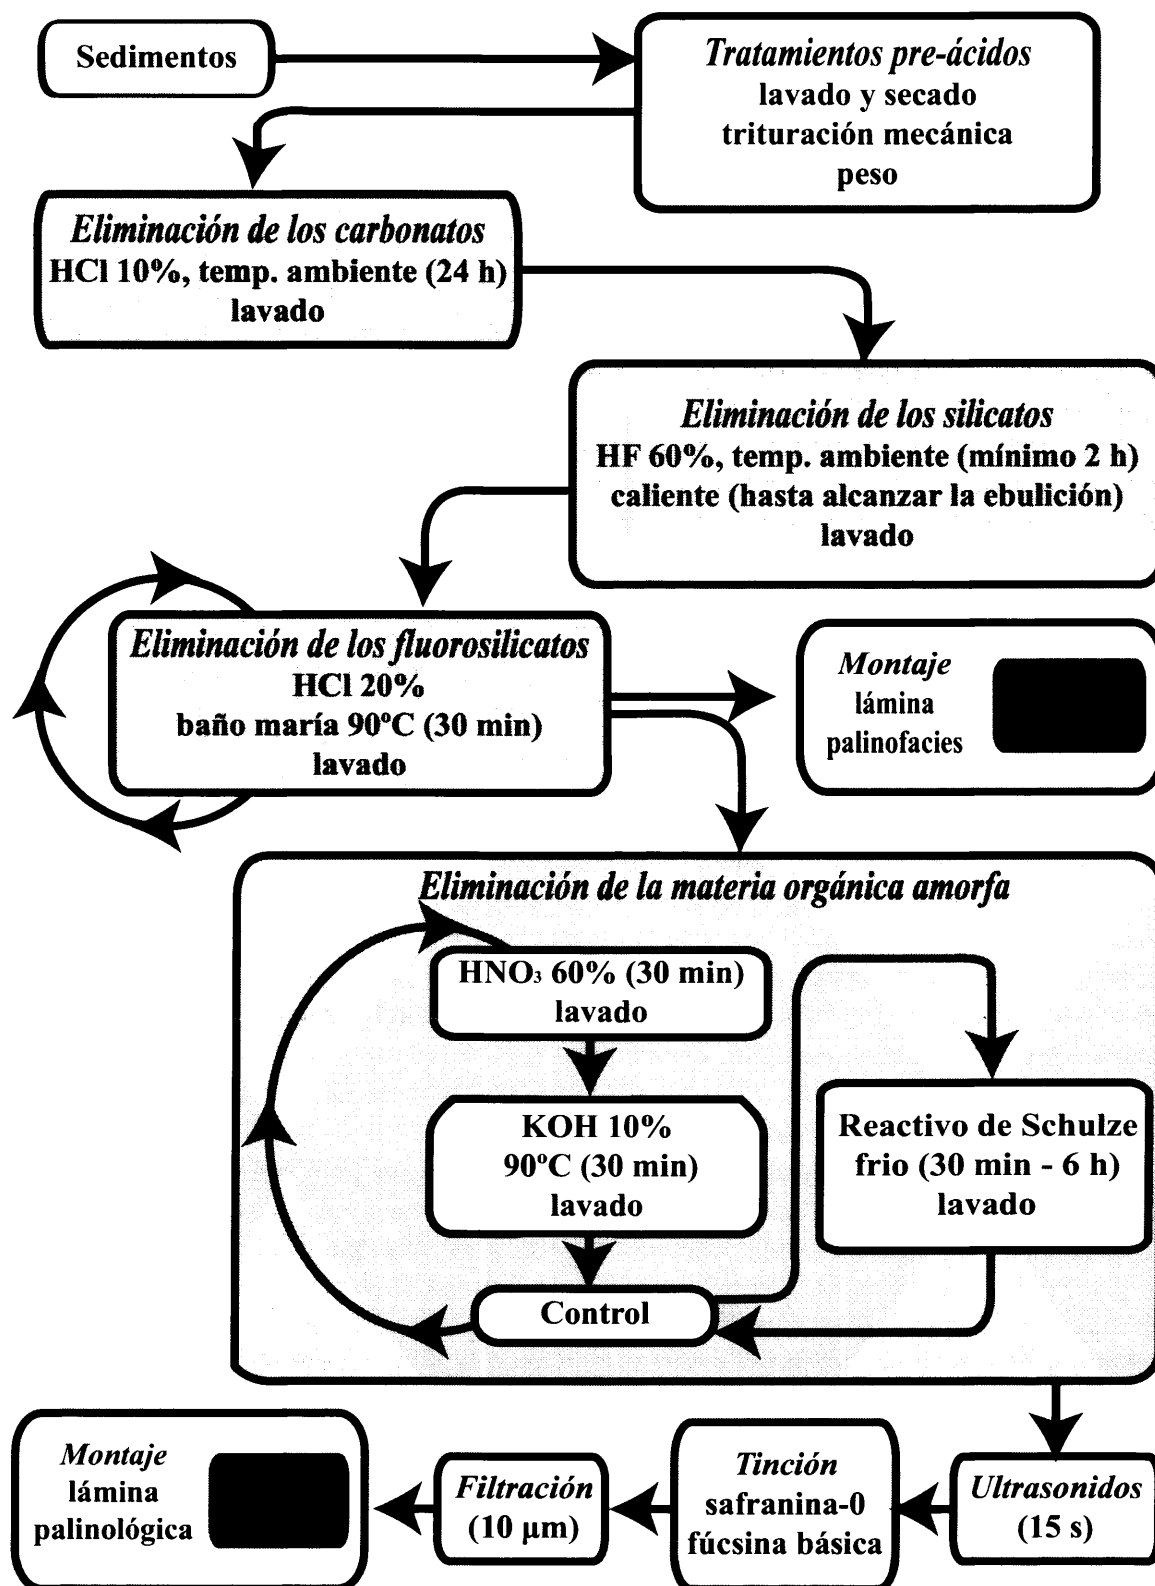 Sedimentos
Tratamientos pre-ácidos
lavado y secado
trituración mecánica
peso
Eliminación de los carbonatos
HCl 10%, temp. ambiente (24 h)
lavado
Eliminación de los silicatos
HF 60%, temp. ambiente (mínimo 2 h)
caliente (hasta alcanzar la ebulición)
lavado
Eliminación de los fluorosilicatos
HCl 20%
baño maría 90ºC (30 min)
lavado
Montaje
lámina
palinofacies
Eliminación de la materia orgánica amorfa
HNO₃ 60% (30 min)
lavado
KOH 10%
90ºC (30 min)
lavado
Control
Reactivo de Schulze
frio (30 min - 6 h)
lavado
Ultrasonidos
(15 s)
Tinción
safranina-0
fúcsina básica
Filtración
(10 µm)
Montaje
lámina
palinológica